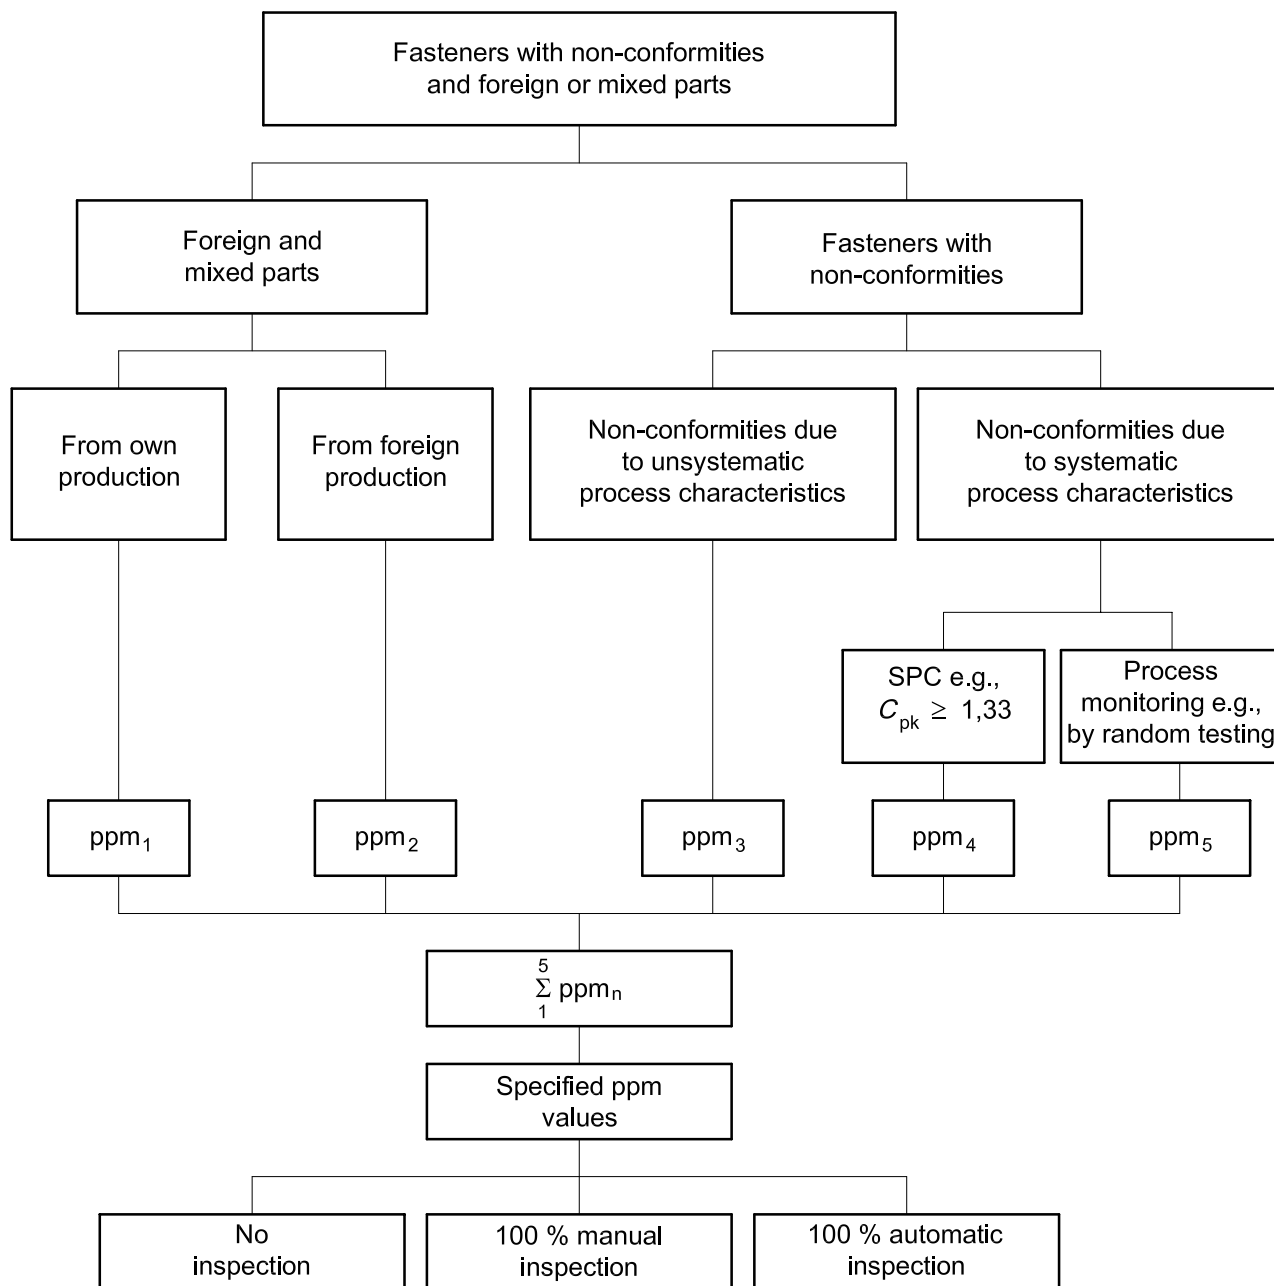 Fasteners with non-conformities
and foreign or mixed parts
Foreign and
mixed parts
Fasteners with
non-conformities
From own
production
From foreign
production
Non-conformities due
to unsystematic
process characteristics
Non-conformities due
to systematic
process characteristics
SPC e.g.,
Cpk ≥ 1,33
Process
monitoring e.g.,
by random testing
ppm1
ppm2
ppm3
ppm4
ppm5
5
Σ ppmn
1
Specified ppm
values
No
inspection
100 % manual
inspection
100 % automatic
inspection